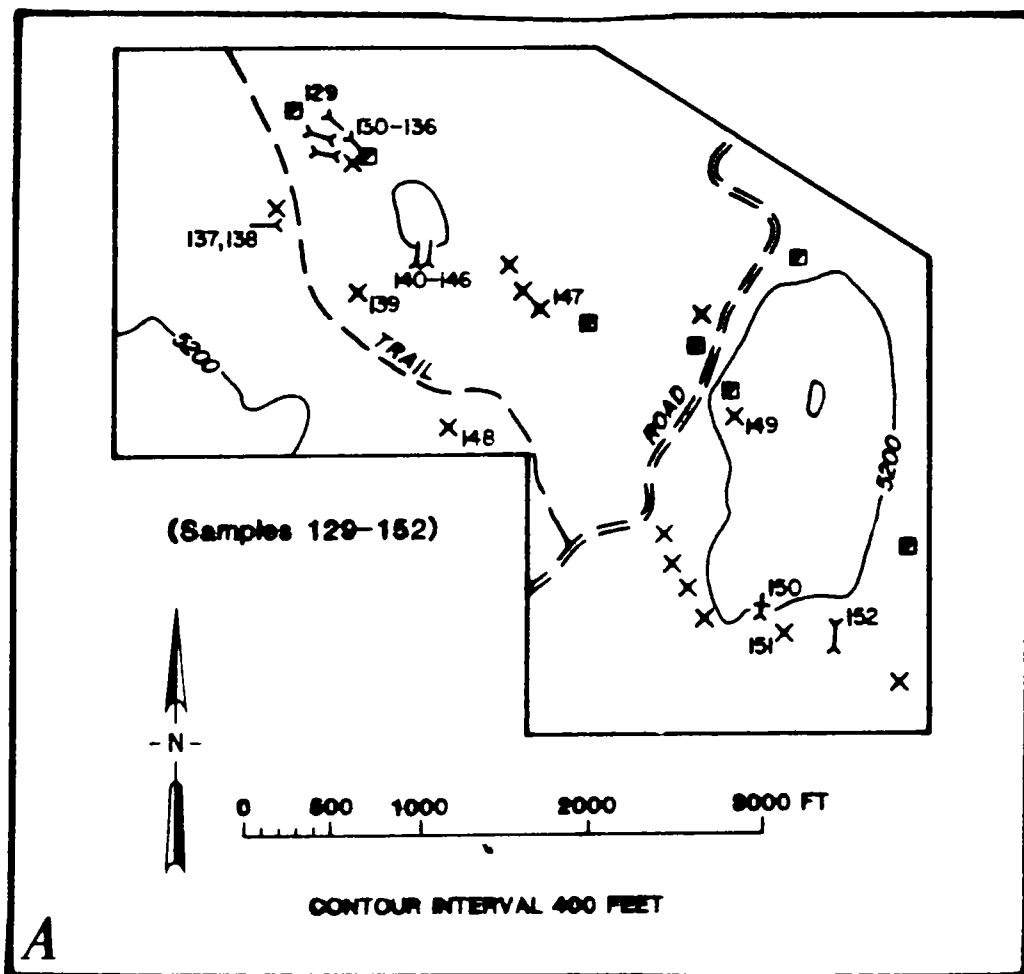 129
130-136
137,138
140-146
139
147
5200
TRAIL
ROAD
149
148
5200
(Samples 129-152)
150
151
152
-N-
0 500 1000 2000 3000 FT
CONTOUR INTERVAL 400 FEET
A